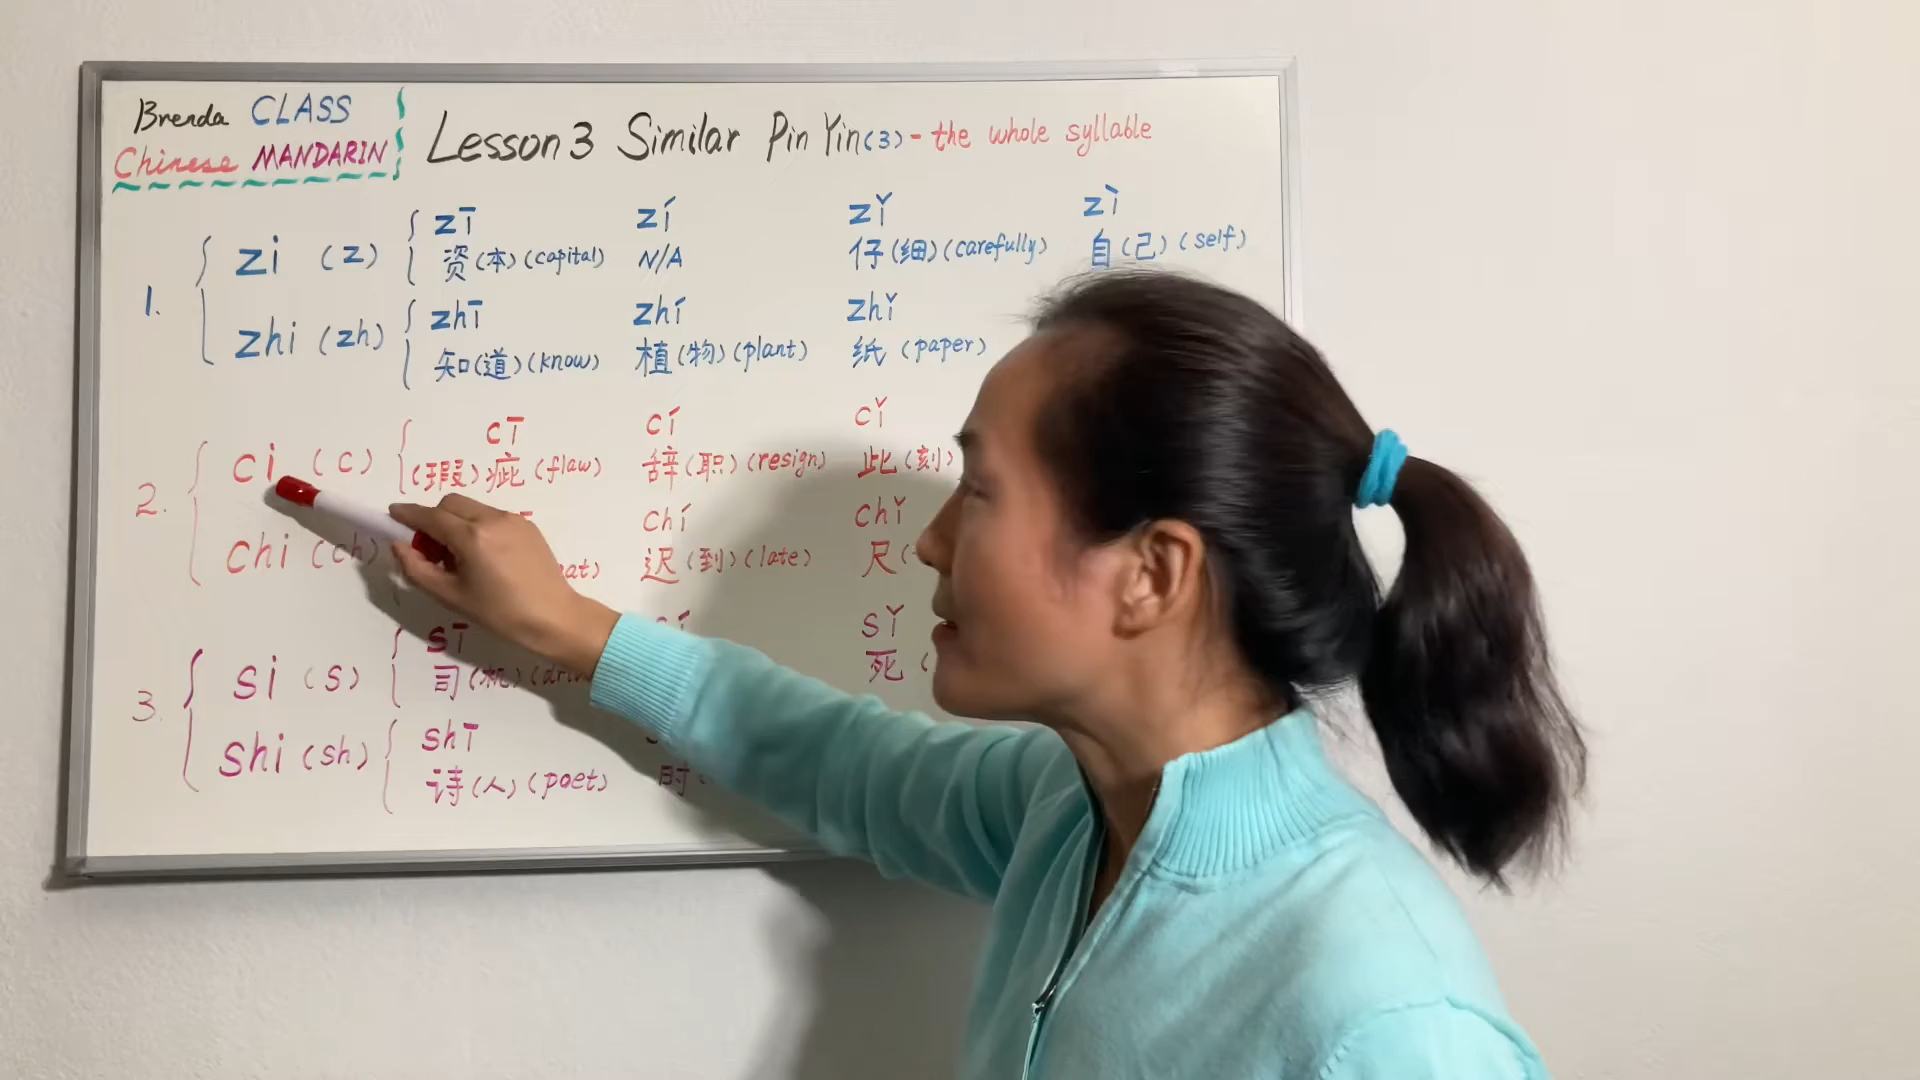 Brenda CLASS
Chinese MANDARIN
Lesson 3 Similar Pin Yin(3) - the whole syllable
1.
zi (z)
zī zí zǐ zì
资(本)(capital) N/A 仔(细)(carefully) 自(己)(self)
zhi (zh)
zhī zhí zhǐ
知(道)(know) 植(物)(plant) 纸 (paper)
2.
ci (c)
cī cí cǐ
(瑕)疵(flaw) 辞(职)(resign) 此(刻)
chi (ch)
chí chǐ
迟(到)(late) 尺
3.
si (s)
sī sǐ
司(机) 死
shi (sh)
shī
诗(人)(poet) 时